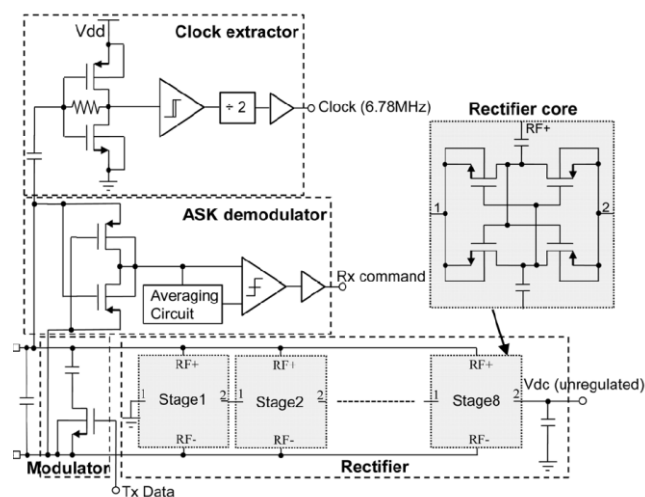 Vdd
Clock extractor
÷ 2
Clock (6.78MHz)
Rectifier core
RF+
1
2
ASK demodulator
Rx command
Averaging
Circuit
RF+
RF+
RF+
1
2
1
2
1
2
Vdc (unregulated)
Stage1
Stage2
Stage8
RF-
RF-
RF-
Modulator
Rectifier
Tx Data